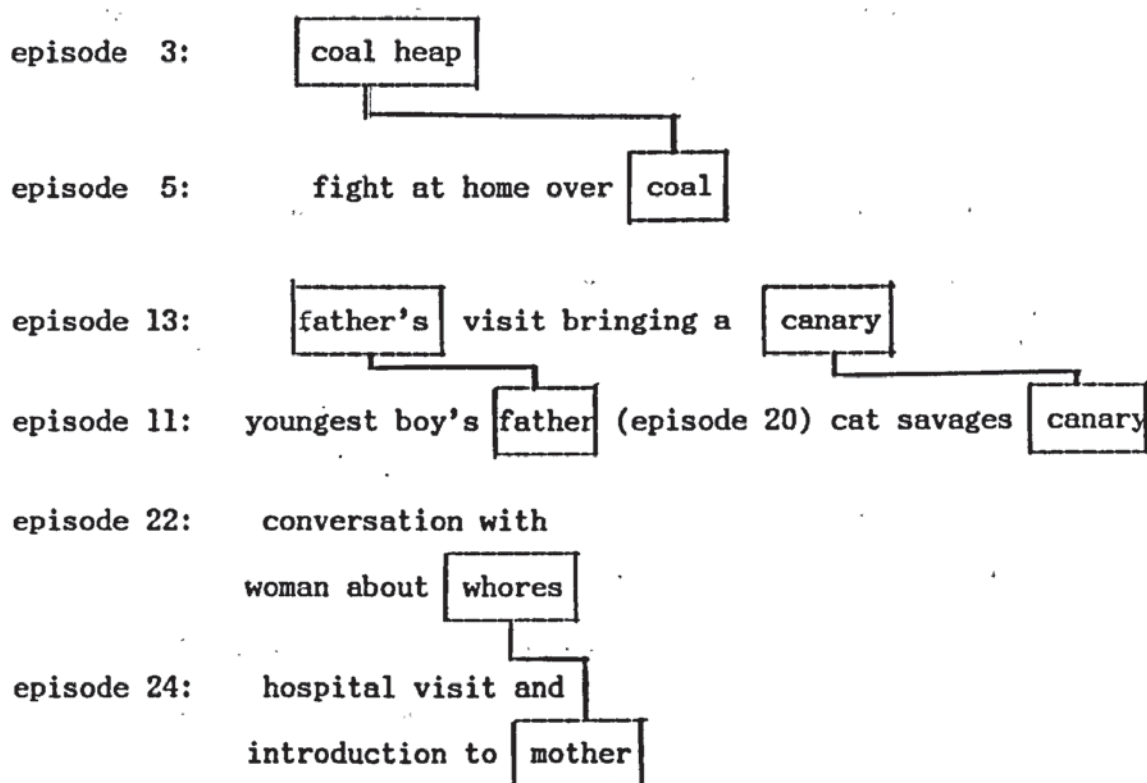 episode 3: coal heap
episode 5: fight at home over coal
episode 13: father's visit bringing a canary
episode 11: youngest boy's father (episode 20) cat savages canary
episode 22: conversation with
woman about whores
episode 24: hospital visit and
introduction to mother